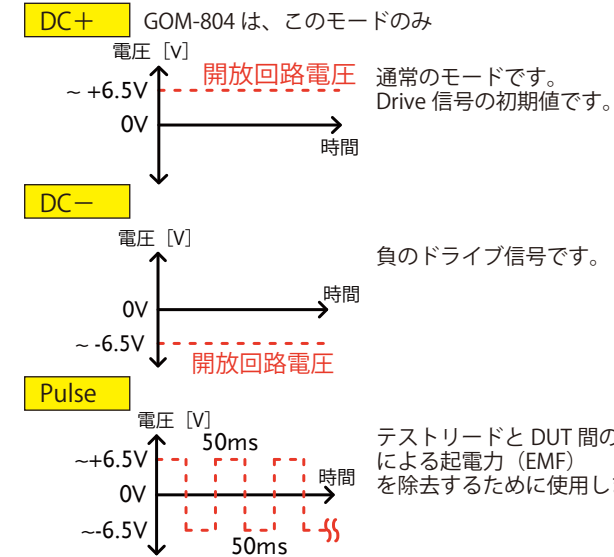 DC＋ GOM-804 は、このモードのみ
電圧［V］
開放回路電圧
~ +6.5V
0V
時間
通常のモードです。
Drive 信号の初期値です。
DC－
電圧［V］
0V
時間
~ -6.5V
開放回路電圧
負のドライブ信号です。
Pulse
電圧［V］
50ms
~+6.5V
時間
0V
~-6.5V
50ms
テストリードと DUT 間の
による起電力（EMF）
を除去するために使用し